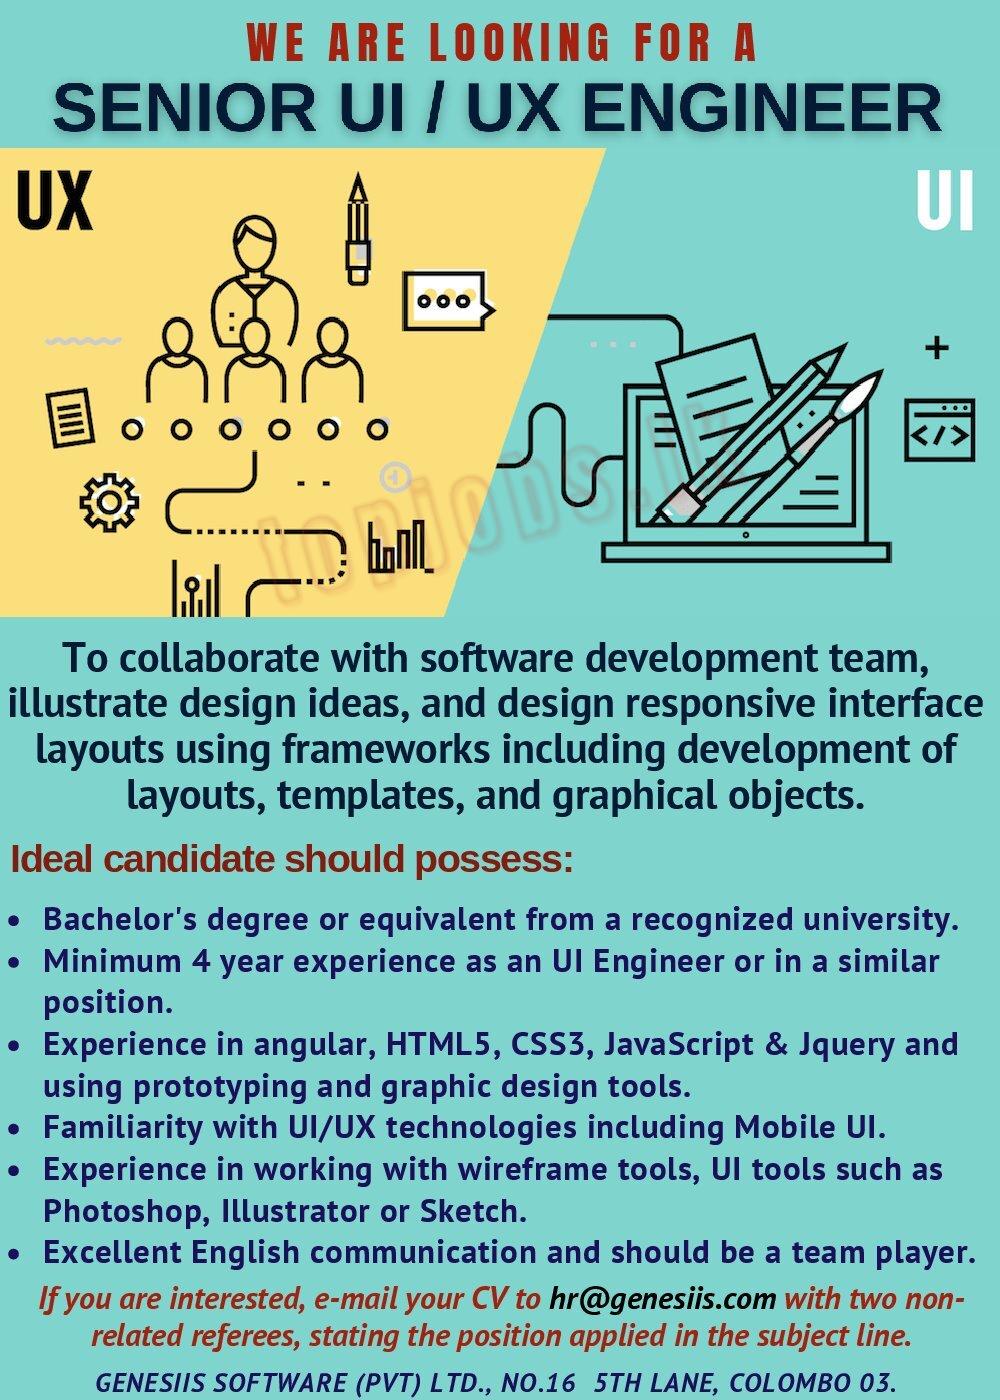 WE ARE LOOKING FOR A
SENIOR UI / UX ENGINEER
UX
UI
</>
topjobs.lk
To collaborate with software development team,
illustrate design ideas, and design responsive interface
layouts using frameworks including development of
layouts, templates, and graphical objects.
Ideal candidate should possess:
• Bachelor's degree or equivalent from a recognized university.
• Minimum 4 year experience as an UI Engineer or in a similar
position.
• Experience in angular, HTML5, CSS3, JavaScript & Jquery and
using prototyping and graphic design tools.
• Familiarity with UI/UX technologies including Mobile UI.
• Experience in working with wireframe tools, UI tools such as
Photoshop, Illustrator or Sketch.
• Excellent English communication and should be a team player.
If you are interested, e-mail your CV to hr@genesiis.com with two non-
related referees, stating the position applied in the subject line.
GENESIIS SOFTWARE (PVT) LTD., NO.16 5TH LANE, COLOMBO 03.